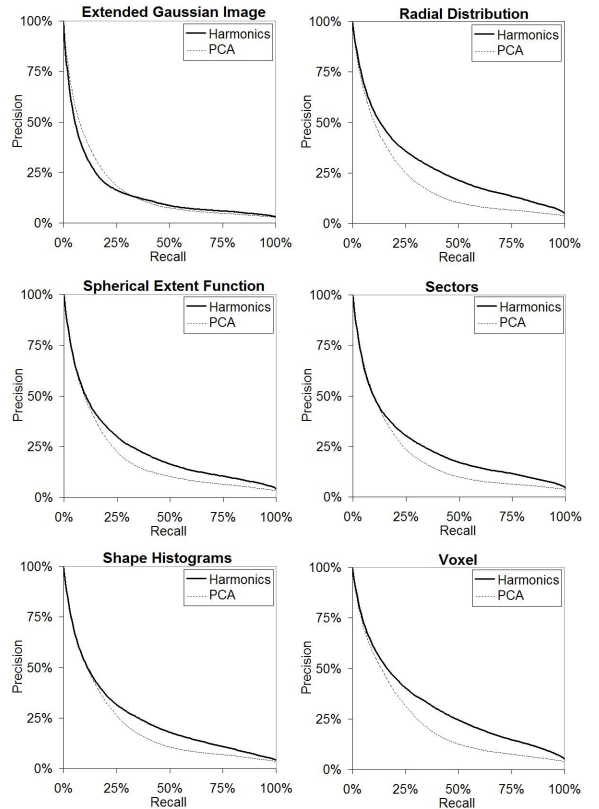 Extended Gaussian Image
100%
75%
50%
25%
0%
Precision
Harmonics
PCA
0% 25% 50% 75% 100%
Recall
Radial Distribution
100%
75%
50%
25%
0%
Precision
Harmonics
PCA
0% 25% 50% 75% 100%
Recall
Spherical Extent Function
100%
75%
50%
25%
0%
Precision
Harmonics
PCA
0% 25% 50% 75% 100%
Recall
Sectors
100%
75%
50%
25%
0%
Precision
Harmonics
PCA
0% 25% 50% 75% 100%
Recall
Shape Histograms
100%
75%
50%
25%
0%
Precision
Harmonics
PCA
0% 25% 50% 75% 100%
Recall
Voxel
100%
75%
50%
25%
0%
Precision
Harmonics
PCA
0% 25% 50% 75% 100%
Recall